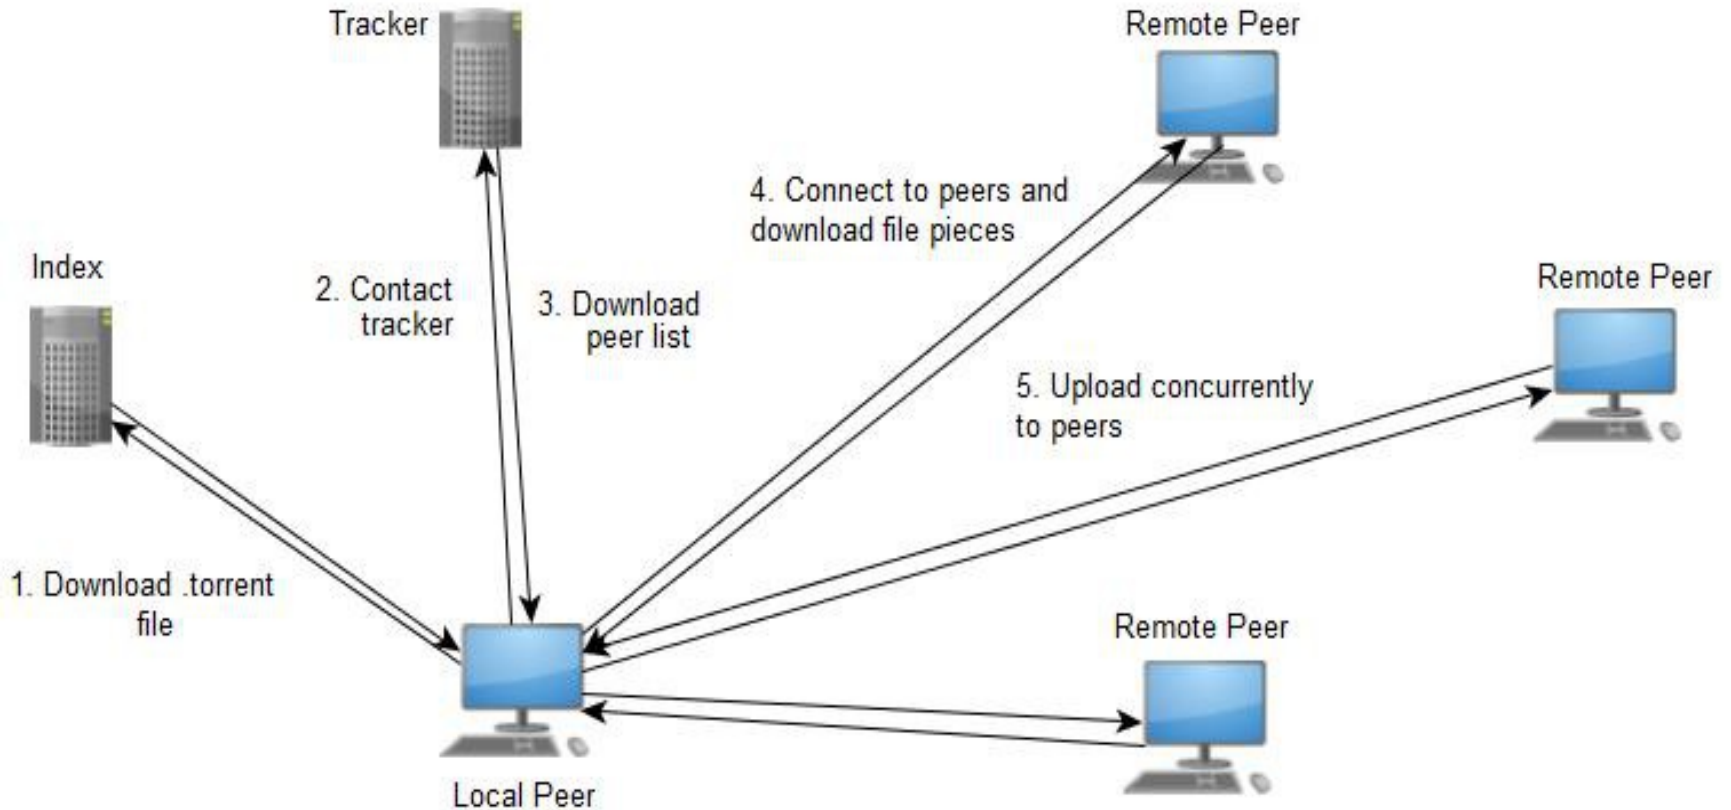 Tracker
Remote Peer
4. Connect to peers and
download file pieces
Index
2. Contact
tracker
3. Download
peer list
Remote Peer
5. Upload concurrently
to peers
1. Download .torrent
file
Remote Peer
Local Peer